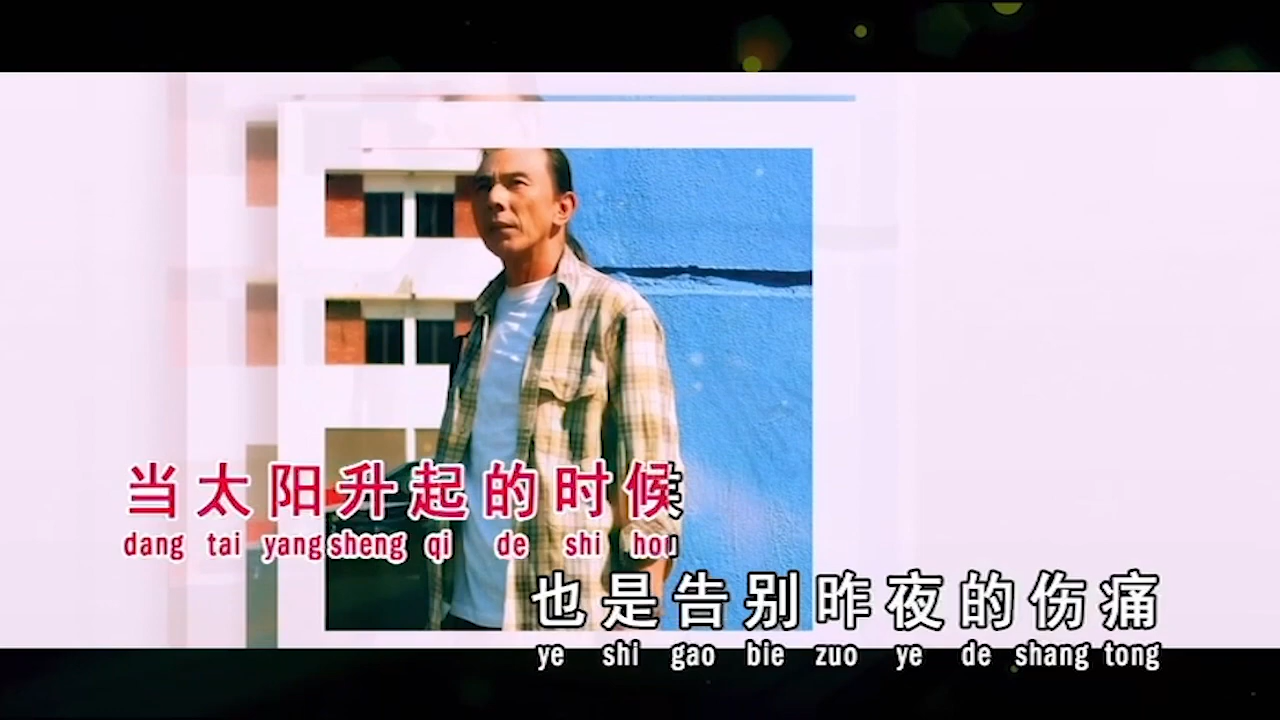 当太阳升起的时候
dang tai yang sheng qi de shi hou
也是告别昨夜的伤痛
ye shi gao bie zuo ye de shang tong